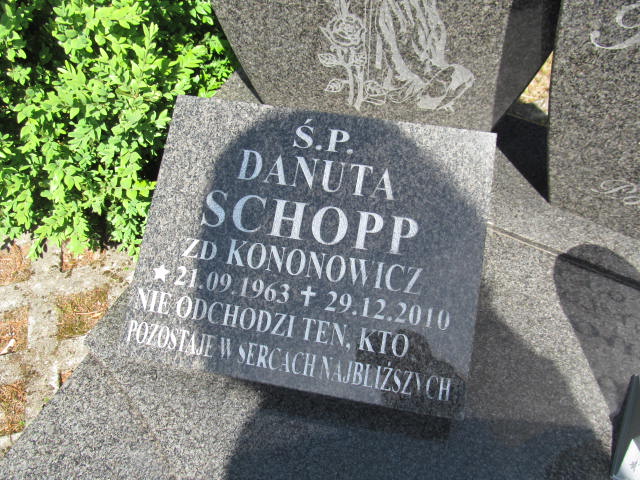 Ś.P.
DANUTA
SCHOPP
ZD KONONOWICZ
★ 21.09.1963 ✝ 29.12.2010
NIE ODCHODZI TEN, KTO
POZOSTAJE W SERCACH NAJBLIŻSZYCH